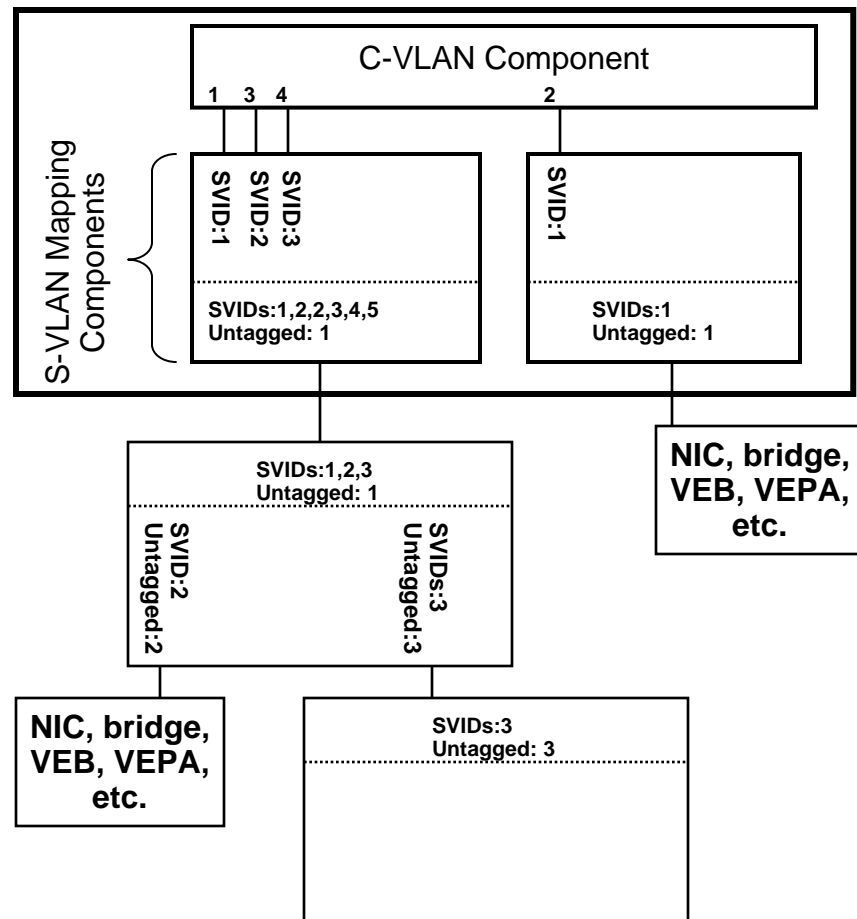 C-VLAN Component
1 3 4 2
S-VLAN Mapping
Components
SVID:1
SVID:2
SVID:3
SVID:1
SVIDs:1,2,2,3,4,5
Untagged: 1
SVIDs:1
Untagged: 1
SVIDs:1,2,3
Untagged: 1
NIC, bridge,
VEB, VEPA,
etc.
SVID:2
Untagged:2
SVIDs:3
Untagged:3
NIC, bridge,
VEB, VEPA,
etc.
SVIDs:3
Untagged: 3